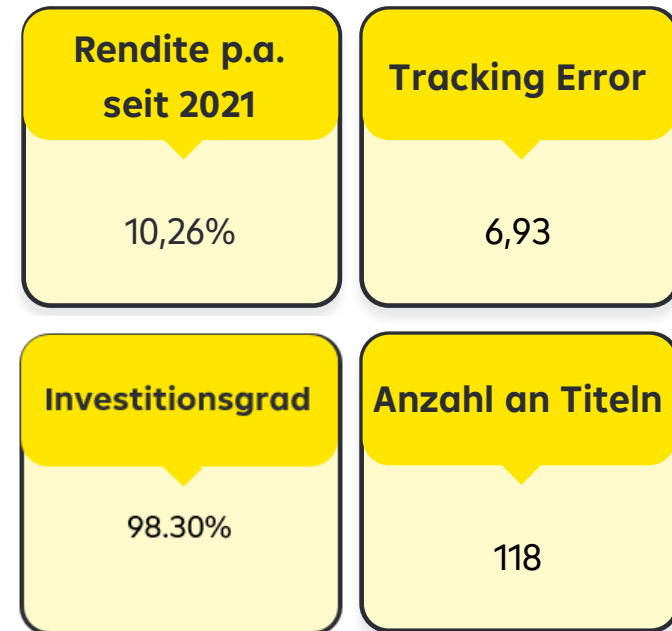 Rendite p.a.
seit 2021
10,26%
Tracking Error
6,93
Investitionsgrad
98.30%
Anzahl an Titeln
118